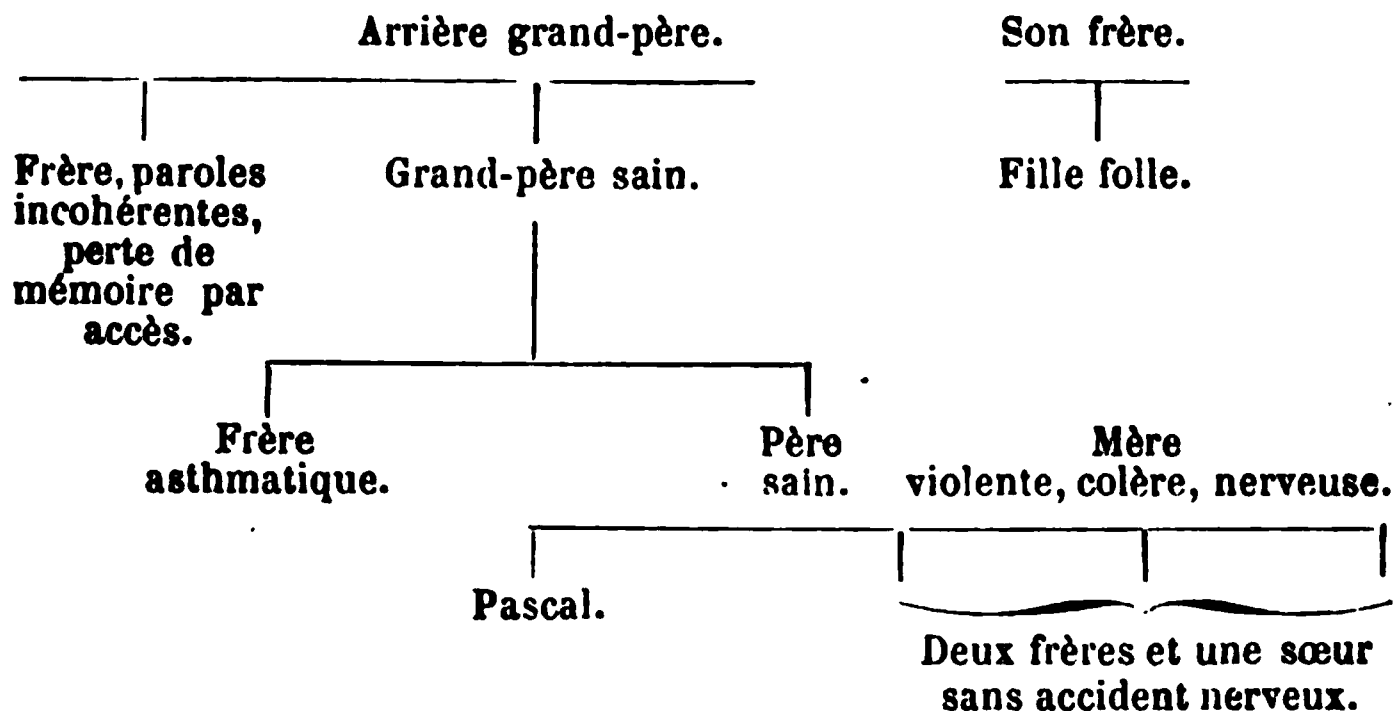 Arrière grand-père.
Son frère.
Frère, paroles
incohérentes,
perte de
mémoire par
accès.
Grand-père sain.
Fille folle.
Frère
asthmatique.
Père
sain.
Mère
violente, colère, nerveuse.
Pascal.
Deux frères et une sœur
sans accident nerveux.